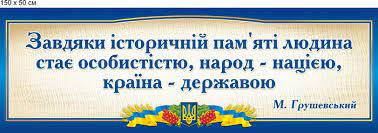 150 x 50 см
Завдяки історичній пам'яті людина
стає особистістю, народ - нацією,
країна - державою
М. Грушевський